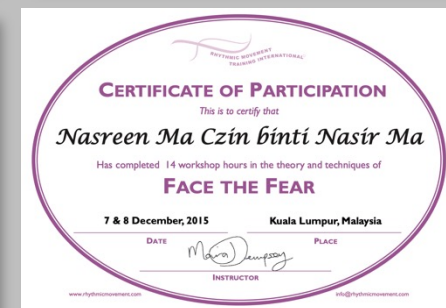 RHYTHMIC MOVEMENT
TRAINING INTERNATIONAL
CERTIFICATE OF PARTICIPATION
This is to certify that
Nasreen Ma Czin binti Nasir Ma
Has completed 14 workshop hours in the theory and techniques of
FACE THE FEAR
7 & 8 December, 2015 Kuala Lumpur, Malaysia
DATE PLACE
Moira Dempsey
INSTRUCTOR
www.rhythmicmovement.com info@rhythmicmovement.com